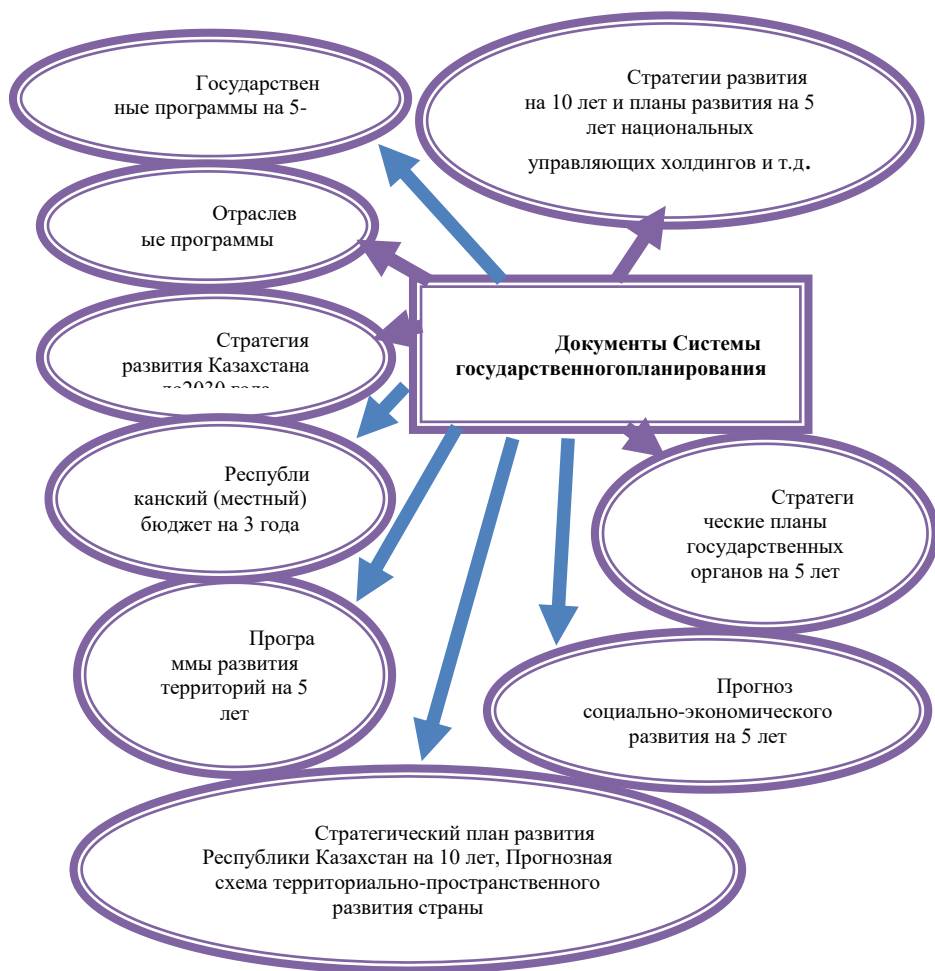 Государствен
ные программы на 5-
Стратегии развития
на 10 лет и планы развития на 5
лет национальных
управляющих холдингов и т.д.
Отраслев
ые программы
Стратегия
развития Казахстана
до2030 года
Документы Системы
государственногопланирования
Республи
канский (местный)
бюджет на 3 года
Стратеги
ческие планы
государственных
органов на 5 лет
Програ
ммы развития
территорий на 5
лет
Прогноз
социально-экономического
развития на 5 лет
Стратегический план развития
Республики Казахстан на 10 лет, Прогнозная
схема территориально-пространственного
развития страны